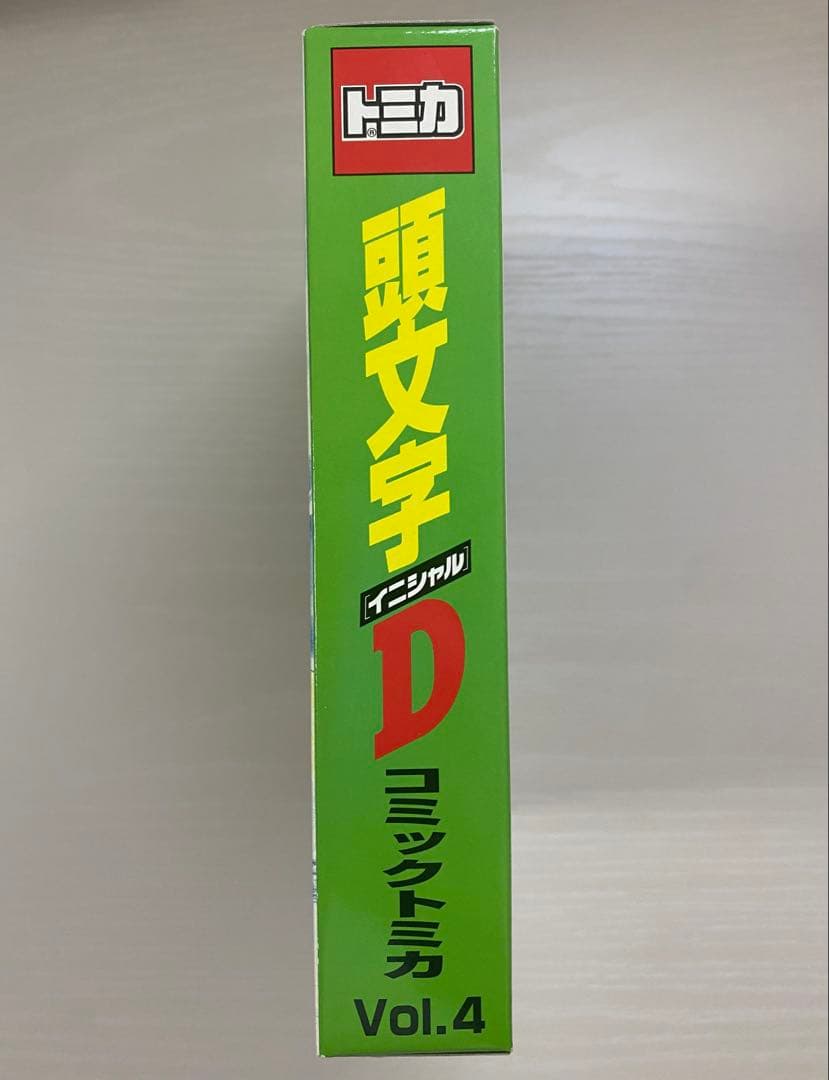 トミカ®
頭文字
[イニシャル]
D
コミックトミカ
Vol.4